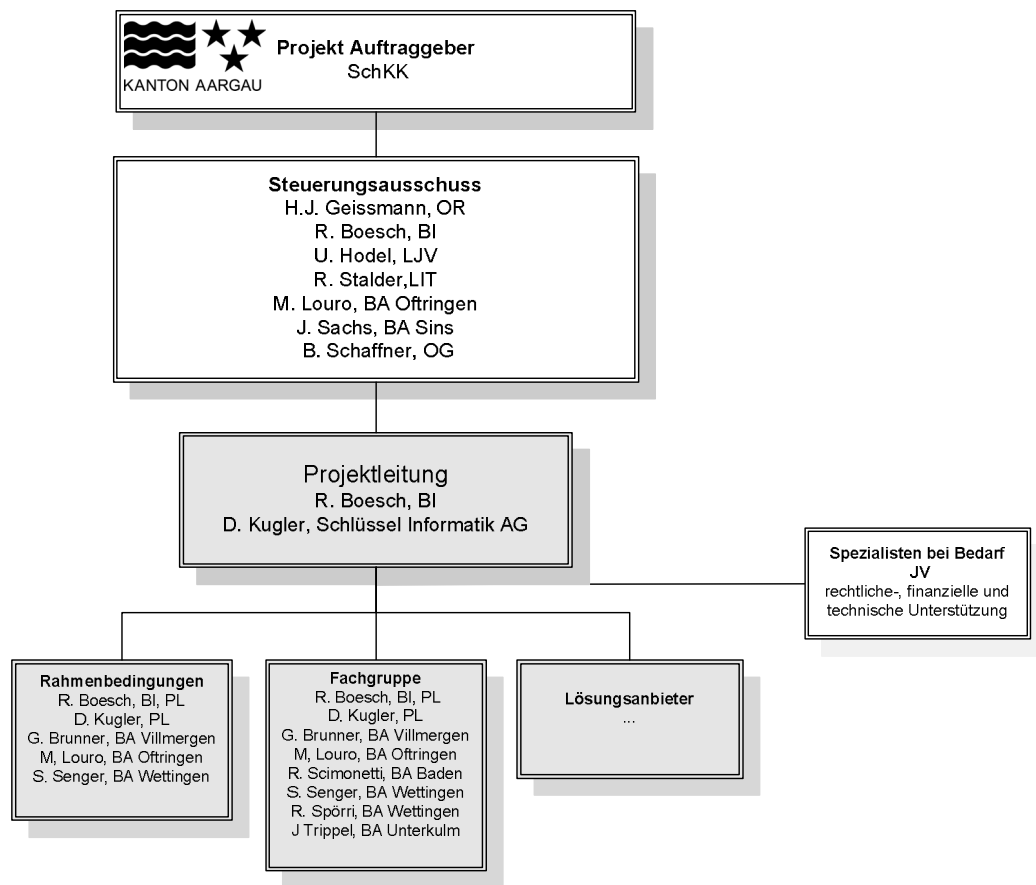 KANTON AARGAU
Projekt Auftraggeber
SchKK
Steuerungsausschuss
H.J. Geissmann, OR
R. Boesch, BI
U. Hodel, LJV
R. Stalder,LIT
M. Louro, BA Oftringen
J. Sachs, BA Sins
B. Schaffner, OG
Projektleitung
R. Boesch, BI
D. Kugler, Schlüssel Informatik AG
Spezialisten bei Bedarf
JV
rechtliche-, finanzielle und
technische Unterstützung
Rahmenbedingungen
R. Boesch, BI, PL
D. Kugler, PL
G. Brunner, BA Villmergen
M, Louro, BA Oftringen
S. Senger, BA Wettingen
Fachgruppe
R. Boesch, BI, PL
D. Kugler, PL
G. Brunner, BA Villmergen
M, Louro, BA Oftringen
R. Scimonetti, BA Baden
S. Senger, BA Wettingen
R. Spörri, BA Wettingen
J Trippel, BA Unterkulm
Lösungsanbieter
...